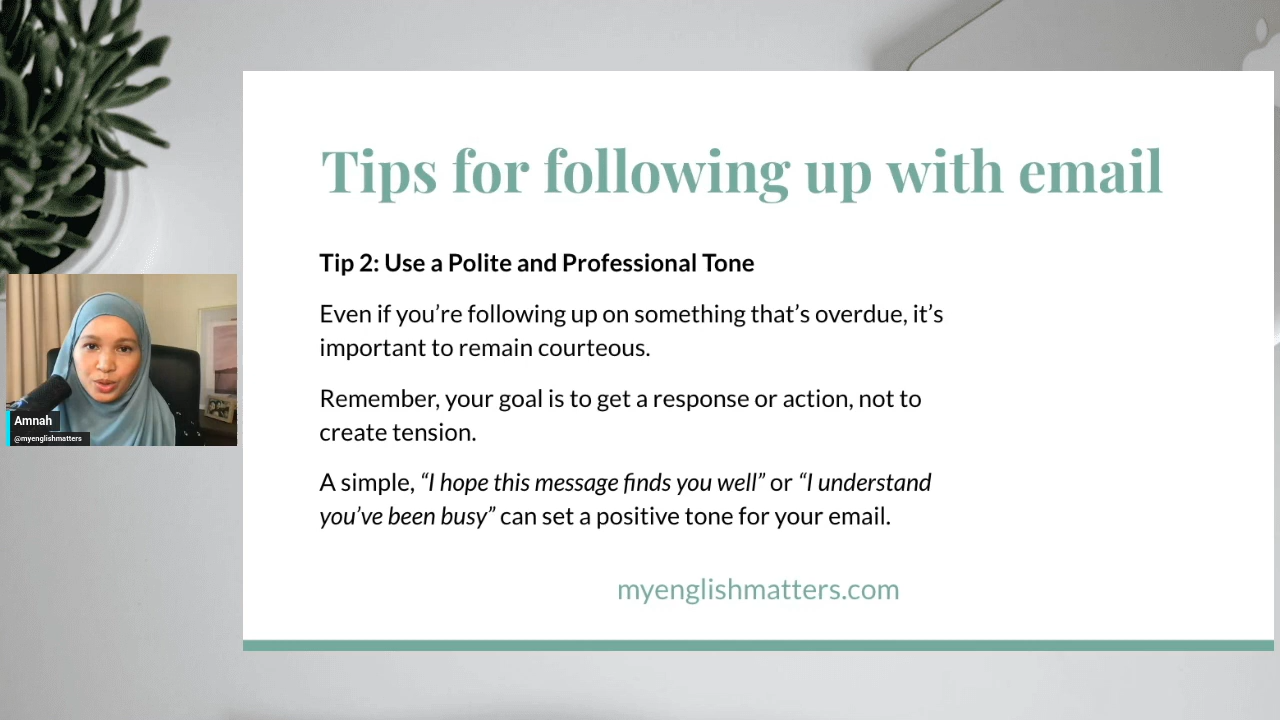 Tips for following up with email
Tip 2: Use a Polite and Professional Tone
Even if you’re following up on something that’s overdue, it’s
important to remain courteous.
Remember, your goal is to get a response or action, not to
create tension.
A simple, “I hope this message finds you well” or “I understand
you’ve been busy” can set a positive tone for your email.
myenglishmatters.com
Amnah
@myenglishmatters